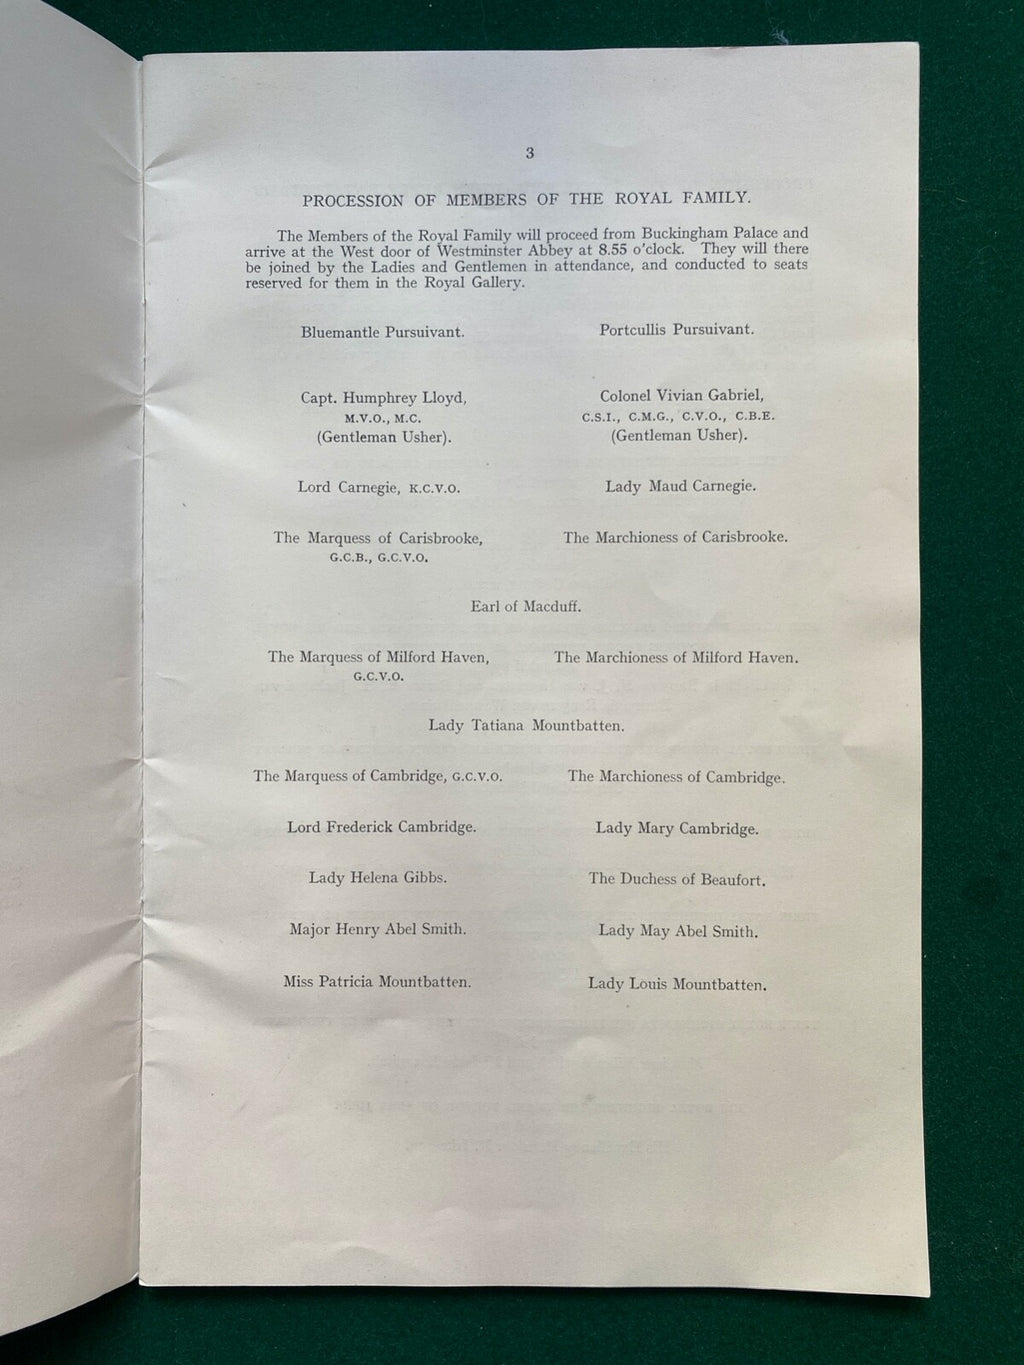 3
PROCESSION OF MEMBERS OF THE ROYAL FAMILY.
The Members of the Royal Family will proceed from Buckingham Palace and
arrive at the West door of Westminster Abbey at 8.55 o'clock. They will there
be joined by the Ladies and Gentlemen in attendance, and conducted to seats
reserved for them in the Royal Gallery.
Bluemantle Pursuivant. Portcullis Pursuivant.
Capt. Humphrey Lloyd, Colonel Vivian Gabriel,
M.V.O., M.C. C.S.I., C.M.G., C.V.O., C.B.E.
(Gentleman Usher). (Gentleman Usher).
Lord Carnegie, K.C.V.O. Lady Maud Carnegie.
The Marquess of Carisbrooke, The Marchioness of Carisbrooke.
G.C.B., G.C.V.O.
Earl of Macduff.
The Marquess of Milford Haven, The Marchioness of Milford Haven.
G.C.V.O.
Lady Tatiana Mountbatten.
The Marquess of Cambridge, G.C.V.O. The Marchioness of Cambridge.
Lord Frederick Cambridge. Lady Mary Cambridge.
Lady Helena Gibbs. The Duchess of Beaufort.
Major Henry Abel Smith. Lady May Abel Smith.
Miss Patricia Mountbatten. Lady Louis Mountbatten.